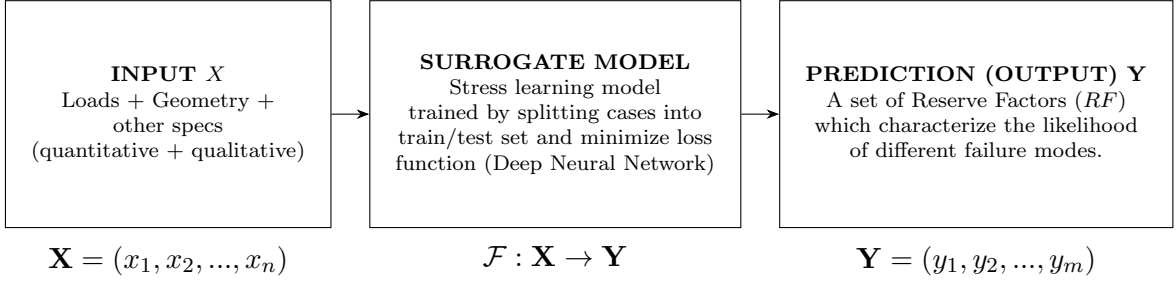 INPUT X
Loads + Geometry +
other specs
(quantitative + qualitative)
SURROGATE MODEL
Stress learning model
trained by splitting cases into
train/test set and minimize loss
function (Deep Neural Network)
PREDICTION (OUTPUT) Y
A set of Reserve Factors (RF)
which characterize the likelihood
of different failure modes.
X = (x₁, x₂, ..., xₙ)
ℱ : X → Y
Y = (y₁, y₂, ..., yₘ)